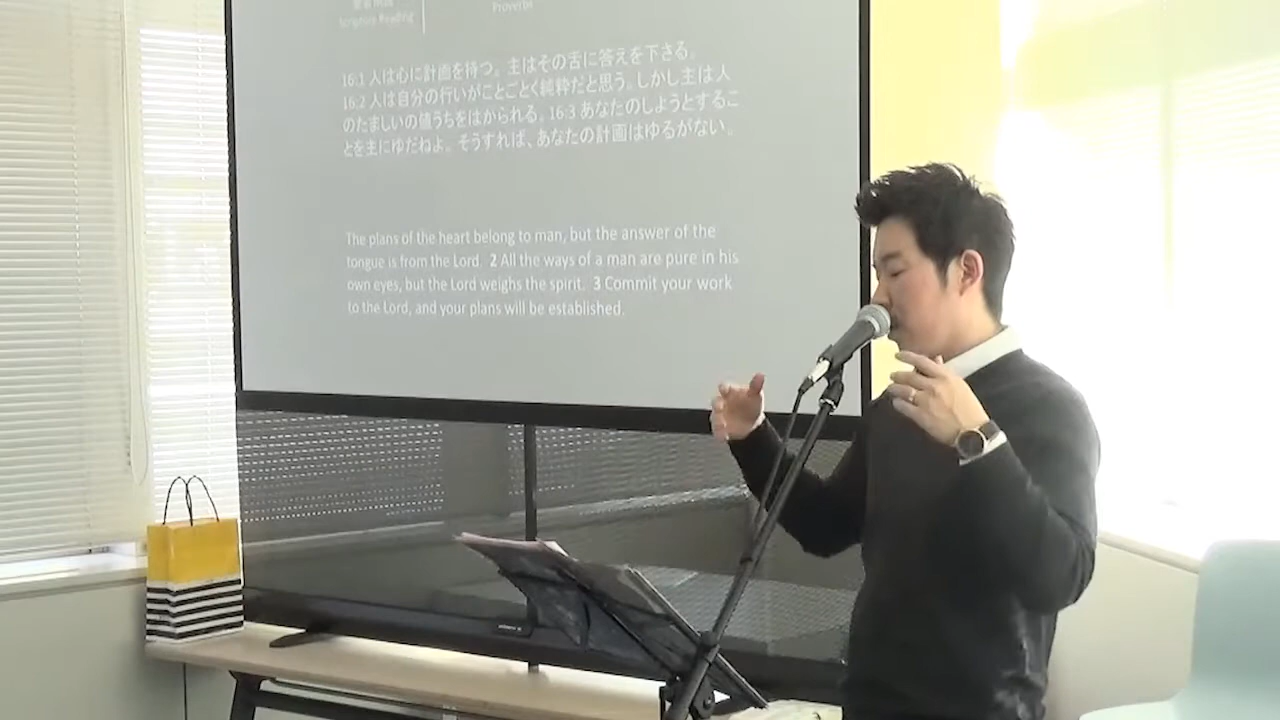 聖書朗読
Scripture Reading
Proverbs
16:1 人は心に計画を持つ。主はその舌に答えを下さる。
16:2 人は自分の行いがことごとく純粋だと思う。しかし主は人
のたましいの値うちをはかられる。16:3 あなたのしようとするこ
とを主にゆだねよ。そうすれば、あなたの計画はゆるがない。
The plans of the heart belong to man, but the answer of the
tongue is from the Lord. 2 All the ways of a man are pure in his
own eyes, but the Lord weighs the spirit. 3 Commit your work
to the Lord, and your plans will be established.